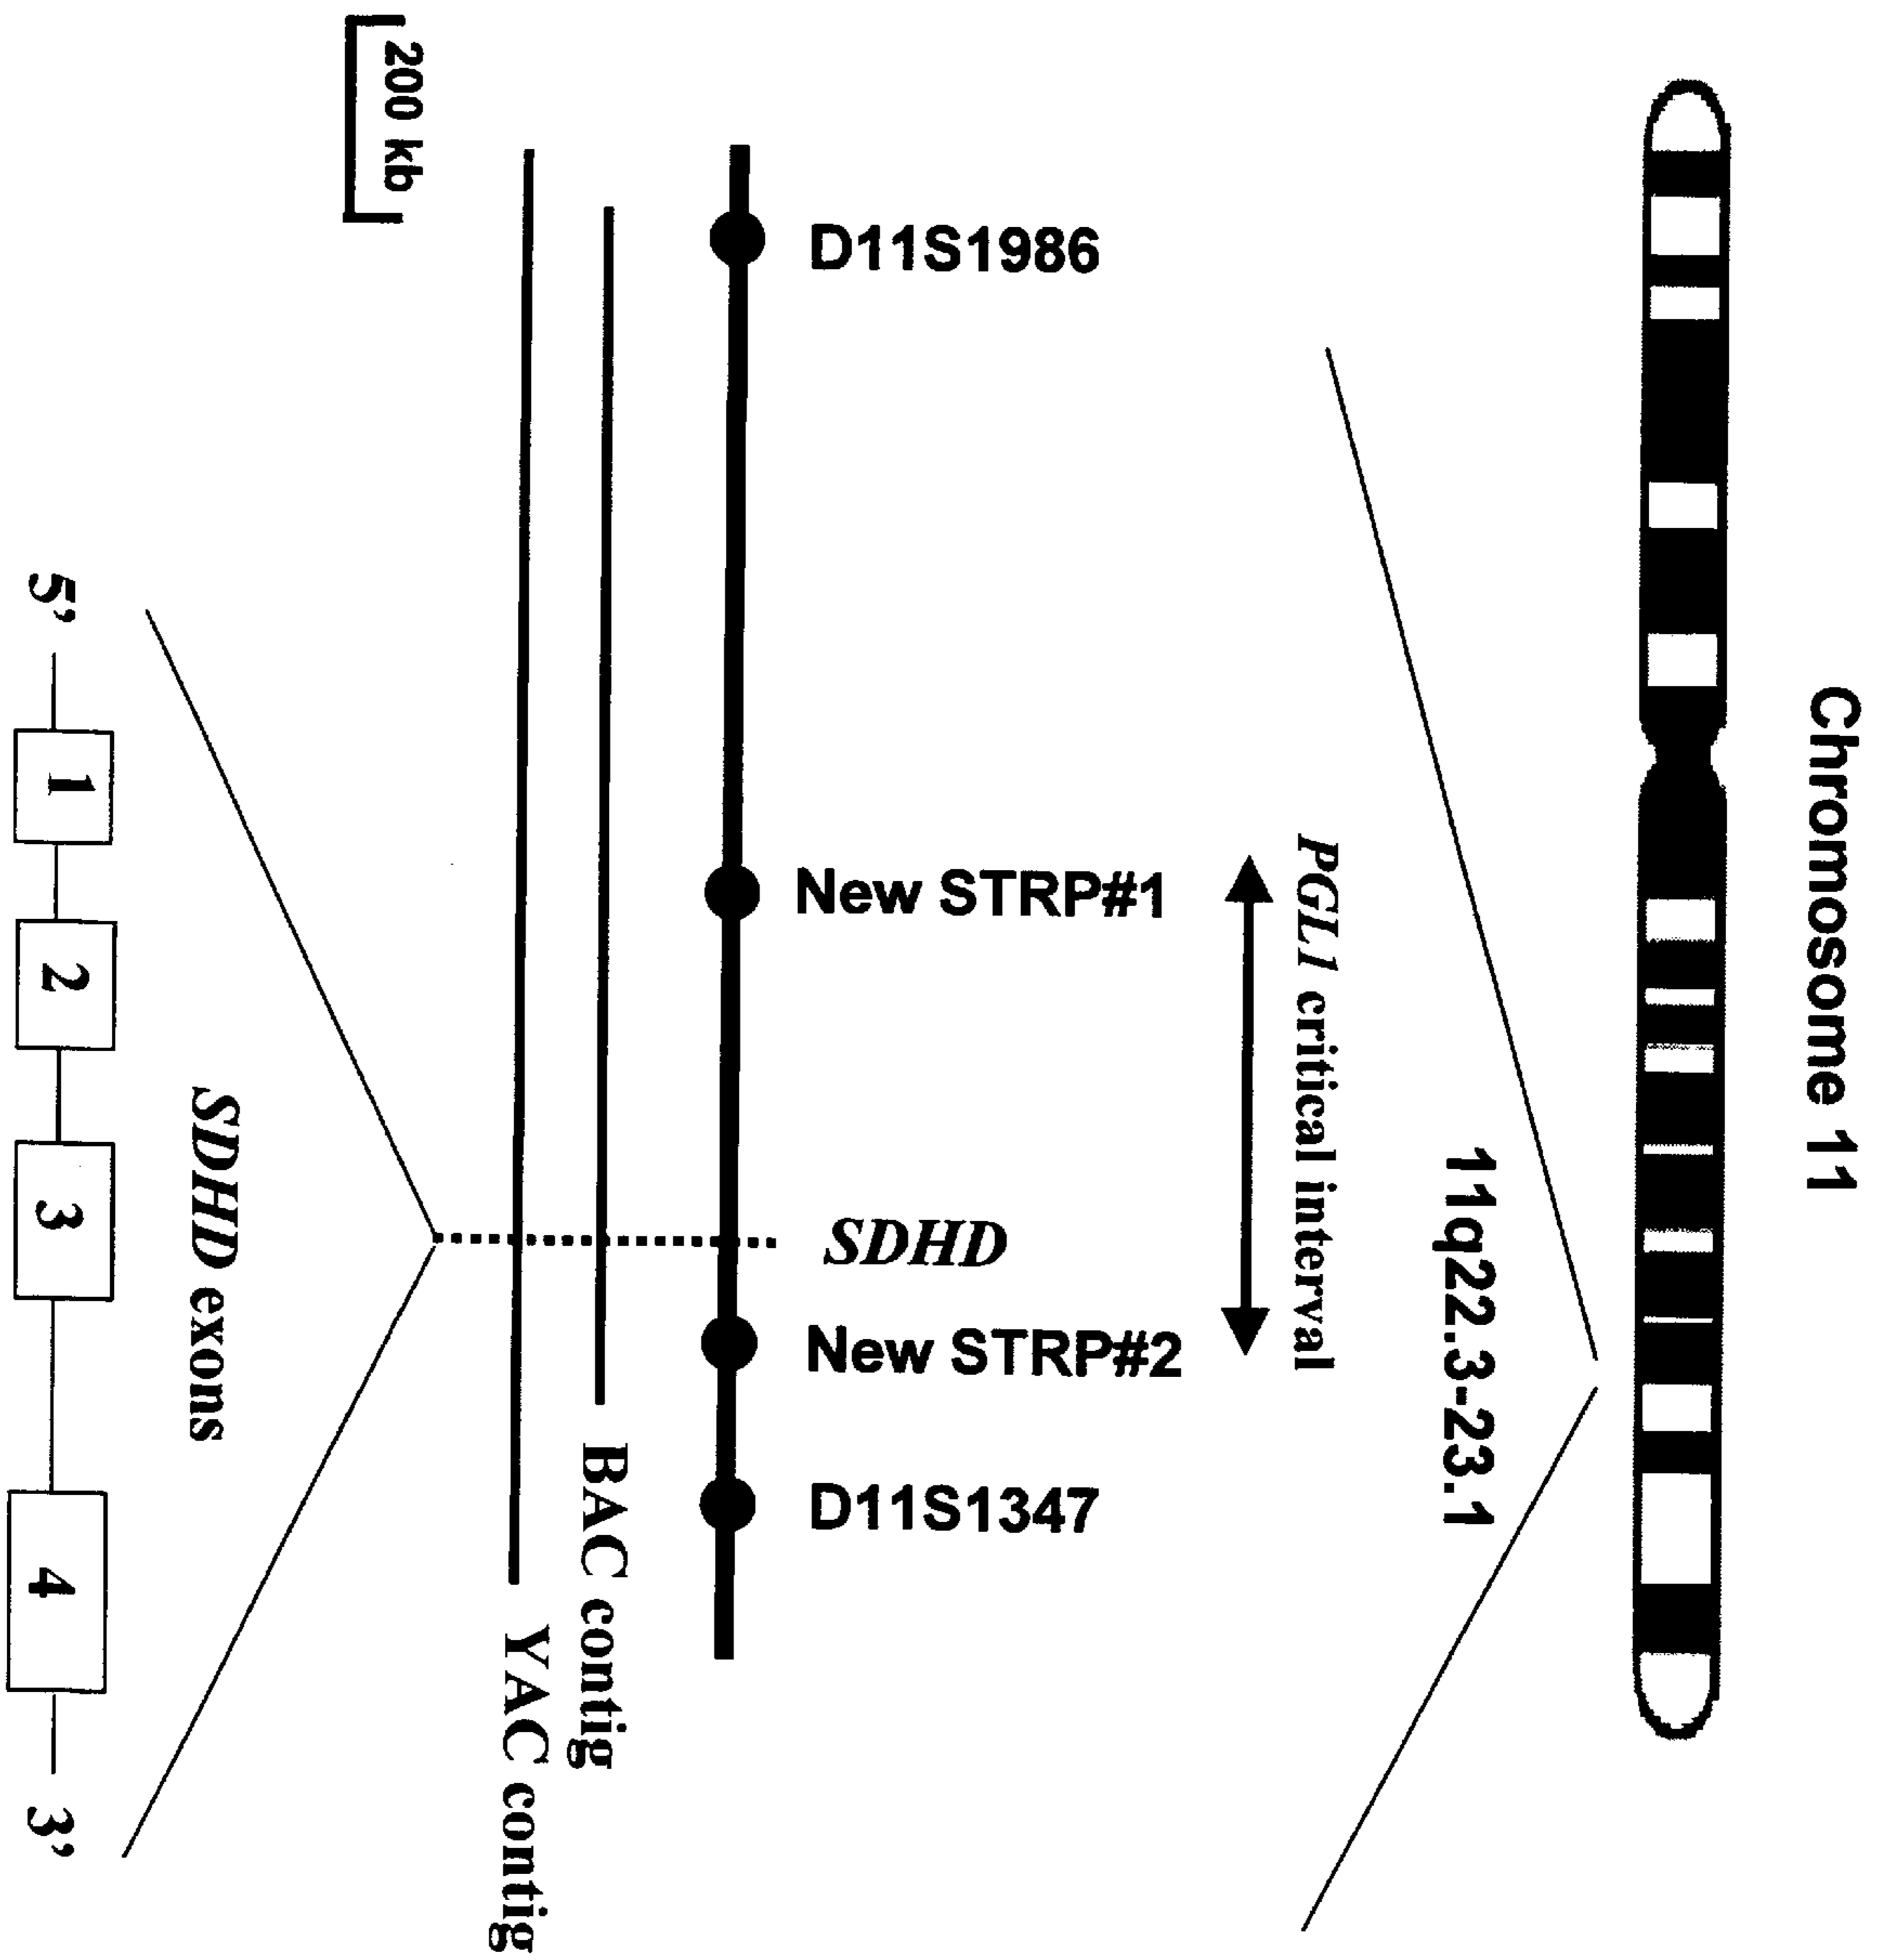 Chromosome 11
11q22.3-23.1
PGL1 critical interval
D11S1986
New STRP#1
SDHD
New STRP#2
D11S1347
BAC contig
YAC contig
200 kb
SDHD exons
5’
1
2
3
4
3’